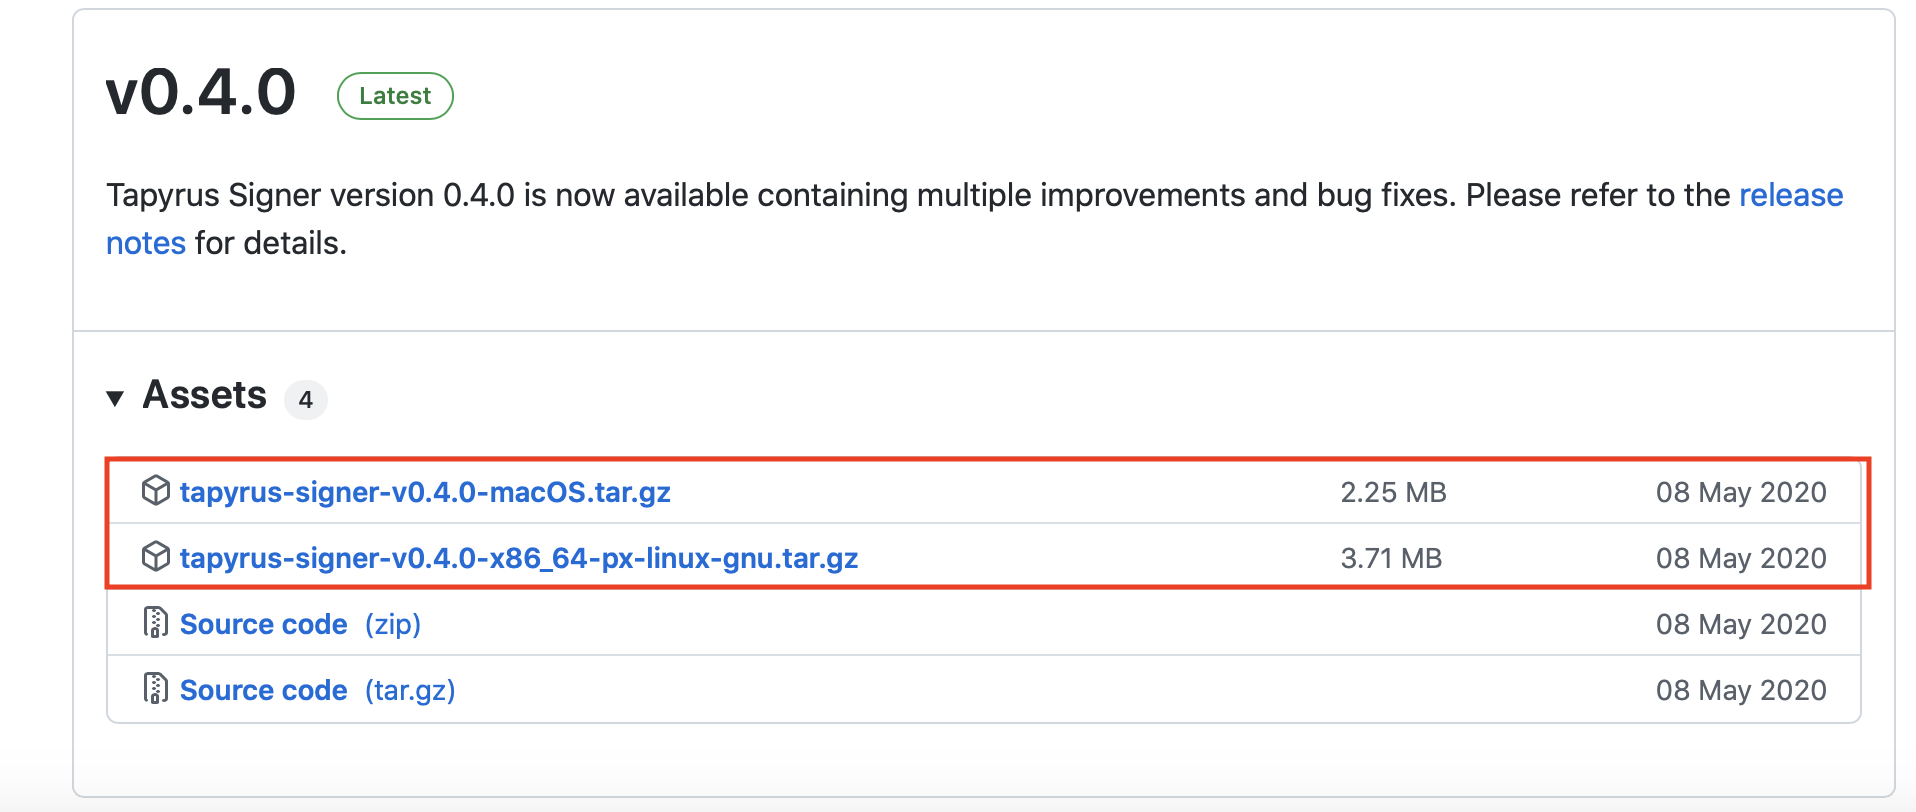 v0.4.0 Latest
Tapyrus Signer version 0.4.0 is now available containing multiple improvements and bug fixes. Please refer to the release
notes for details.
Assets 4
tapyrus-signer-v0.4.0-macOS.tar.gz 2.25 MB 08 May 2020
tapyrus-signer-v0.4.0-x86_64-px-linux-gnu.tar.gz 3.71 MB 08 May 2020
Source code (zip) 08 May 2020
Source code (tar.gz) 08 May 2020